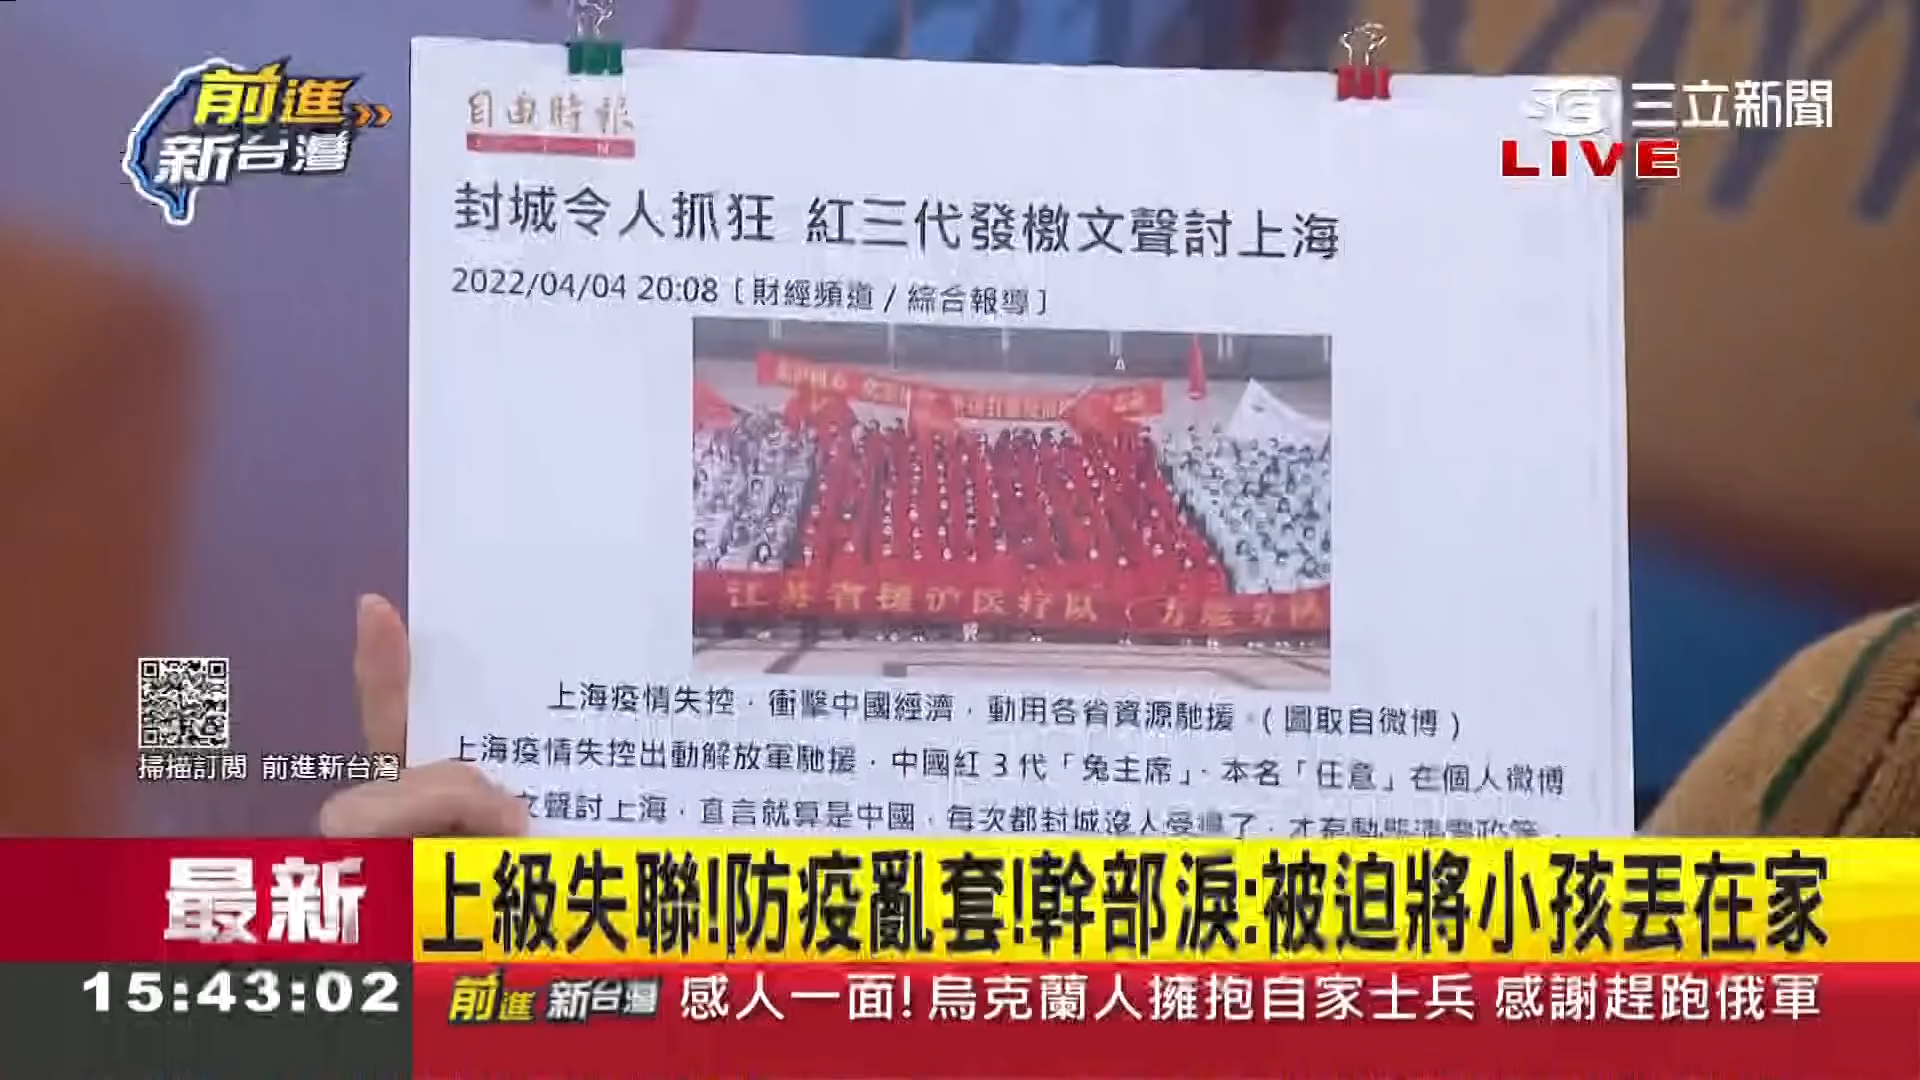 前進
新台灣
三立新聞
LIVE
自由時報
封城令人抓狂 紅三代發檄文聲討上海
2022/04/04 20:08〔財經頻道/綜合報導〕
江苏省援沪医疗队
上海疫情失控，衝擊中國經濟，動用各省資源馳援。(圖取自微博)
上海疫情失控出動解放軍馳援，中國紅3代「兔主席」、本名「任意」在個人微博
文聲討上海，直言就算是中國，每次都封城沒人受得了，才有動態清零政策，
掃描訂閱 前進新台灣
最新
上級失聯!防疫亂套!幹部淚:被迫將小孩丟在家
15:43:02
前進新台灣 感人一面!烏克蘭人擁抱自家士兵 感謝趕跑俄軍